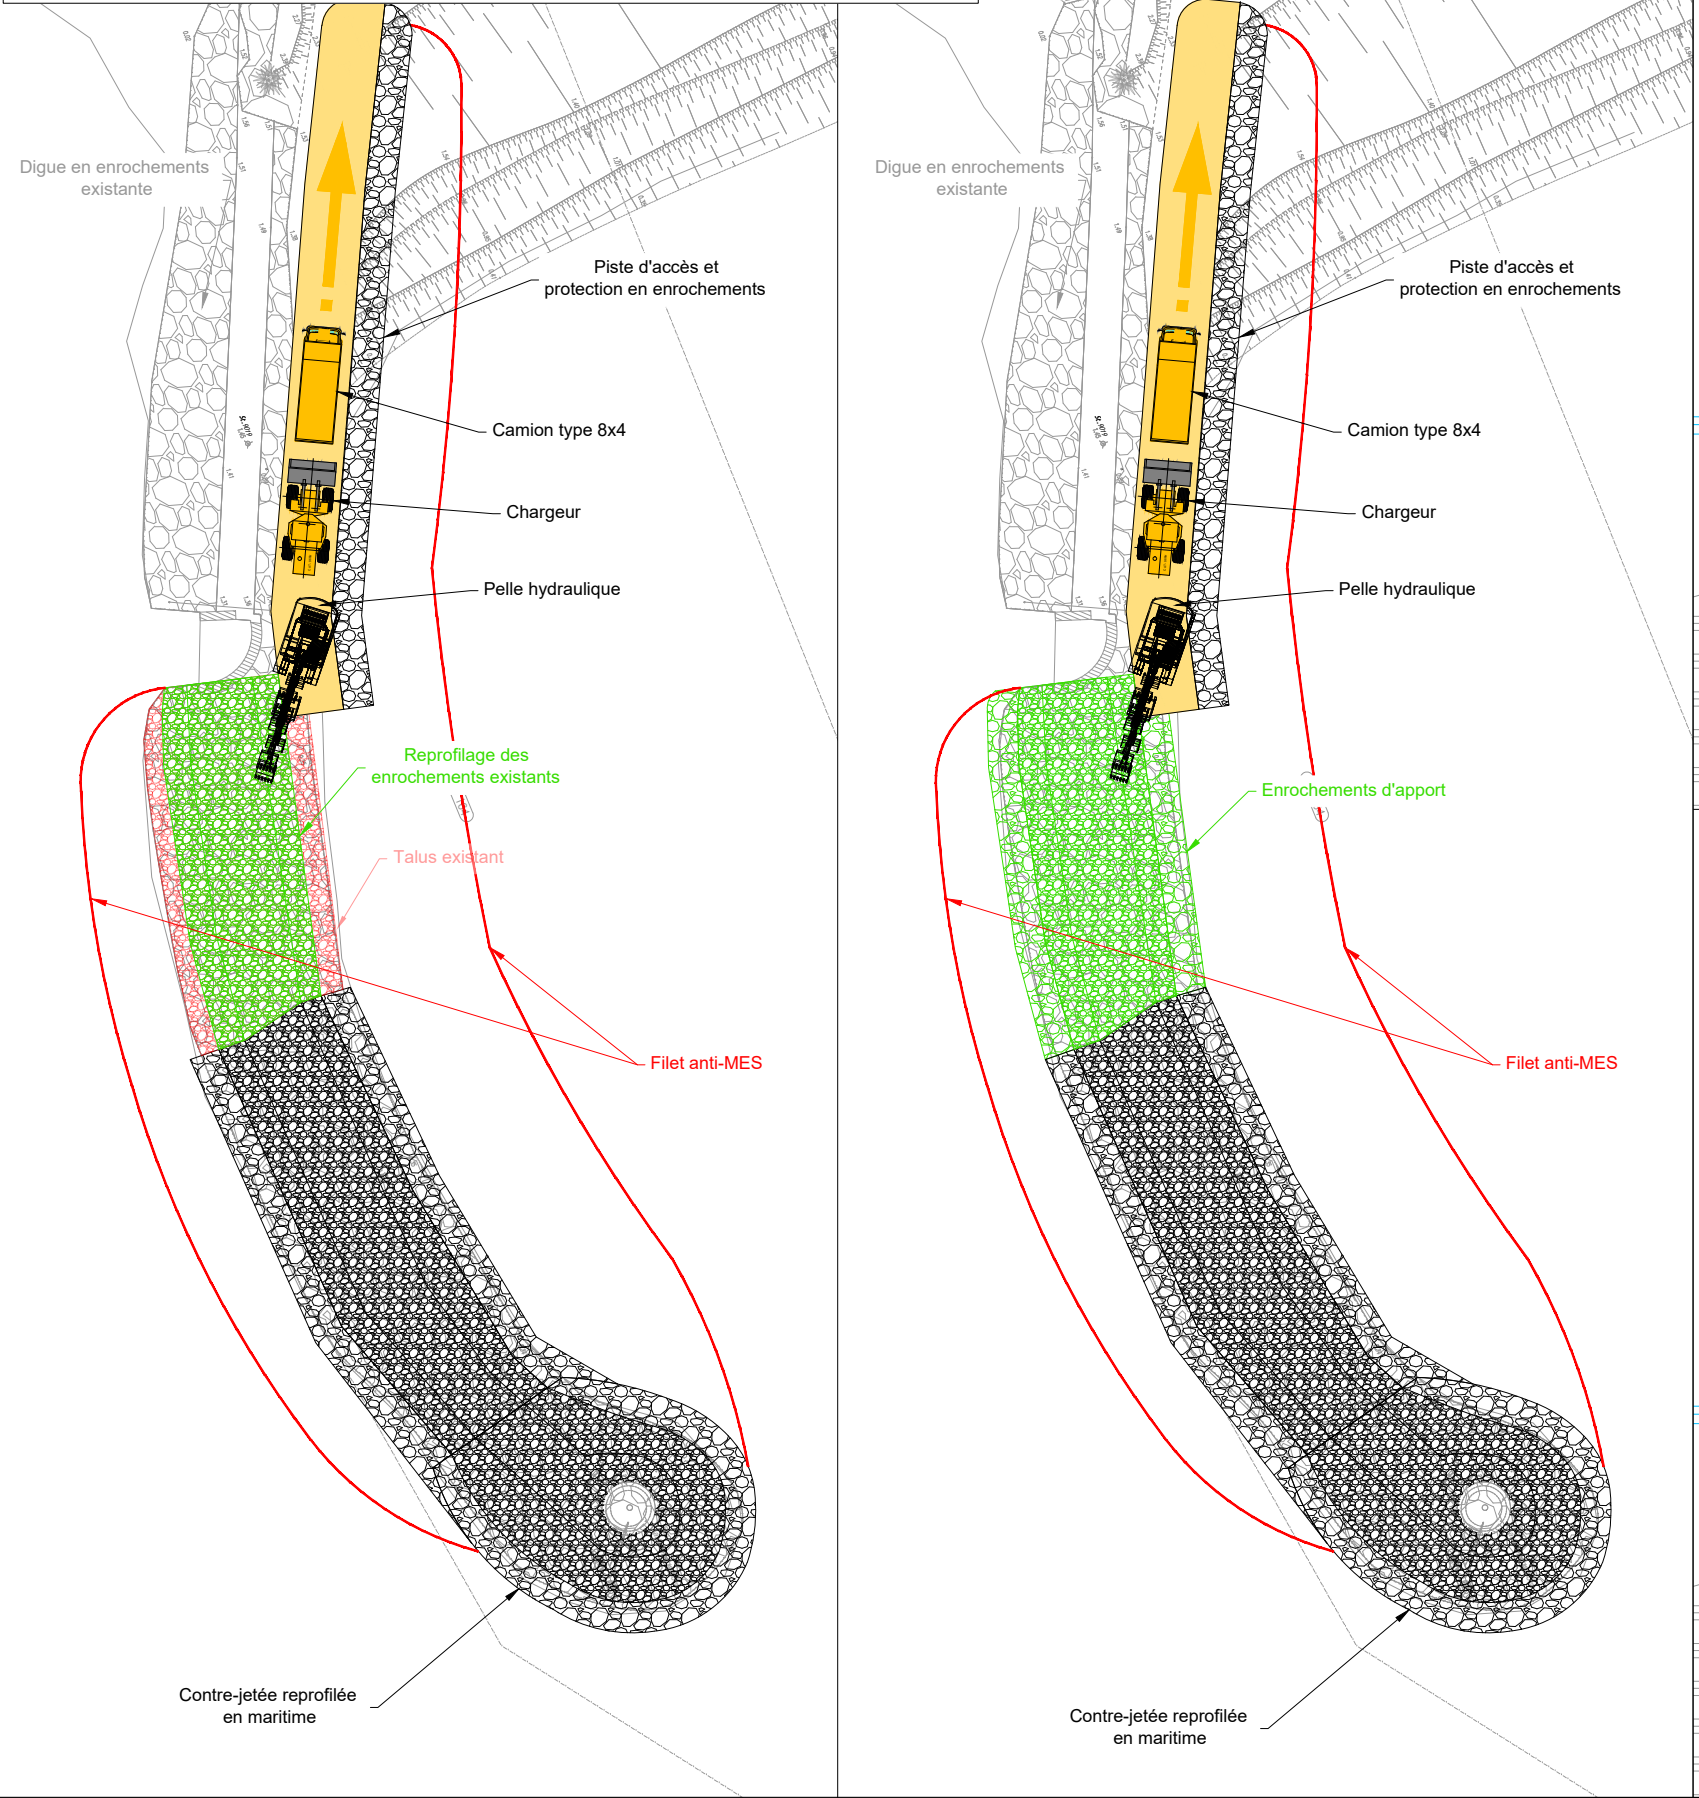 Digue en enrochements
existante
Piste d'accès et
protection en enrochements
Camion type 8x4
Chargeur
Pelle hydraulique
Reprofilage des
enrochements existants
Talus existant
Filet anti-MES
Contre-jetée reprofilée
en maritime
Digue en enrochements
existante
Piste d'accès et
protection en enrochements
Camion type 8x4
Chargeur
Pelle hydraulique
Enrochements d'apport
Filet anti-MES
Contre-jetée reprofilée
en maritime